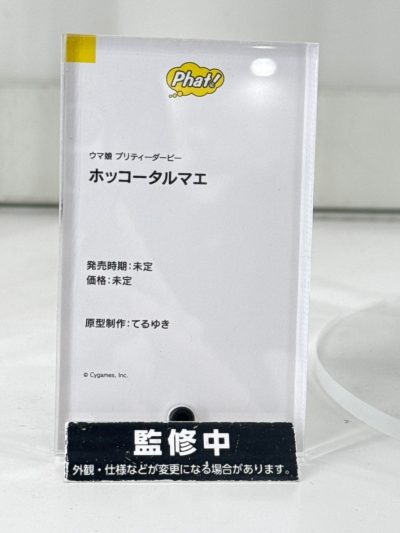 Phat!
ウマ娘 プリティーダービー
ホッコータルマエ
発売時期：未定
価格：未定
原型制作：てるゆき
© Cygames, Inc.
監修中
外観・仕様などが変更になる場合があります。